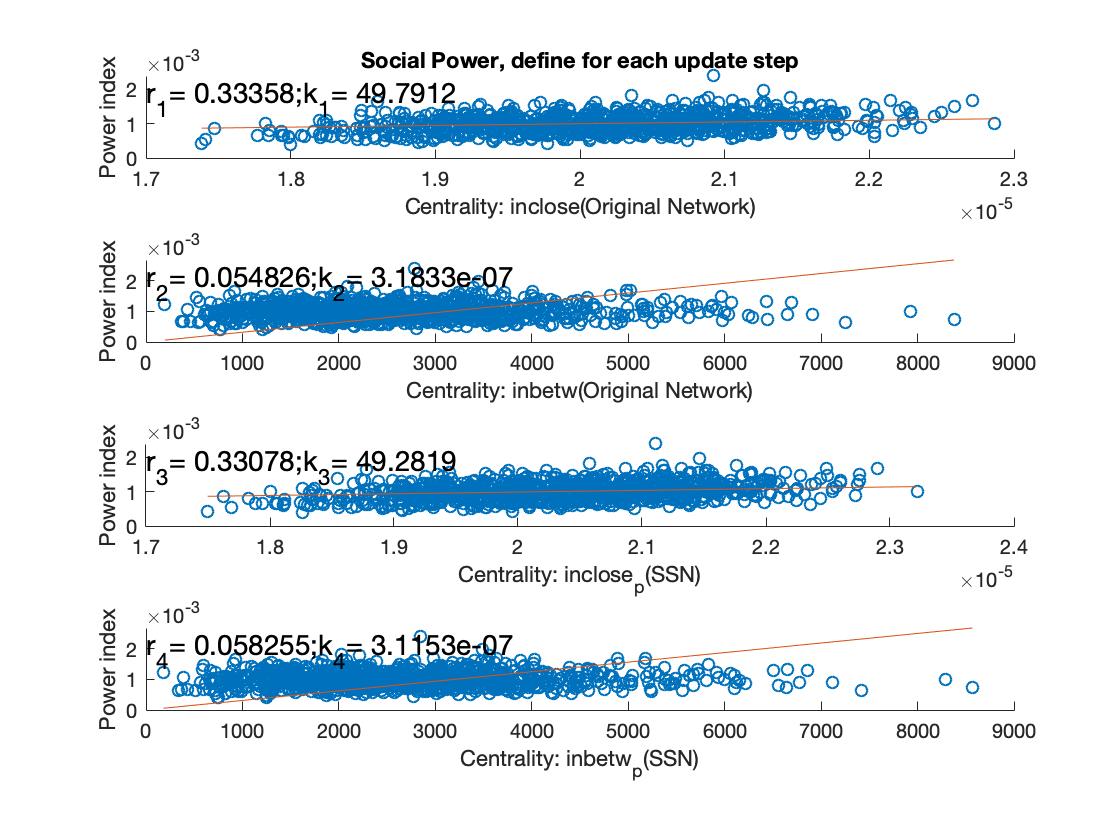 Social Power, define for each update step
×10-3
Power index
2
1
0
r1= 0.33358;k1= 49.7912
1.7 1.8 1.9 2 2.1 2.2 2.3
×10-5
Centrality: inclose(Original Network)
×10-3
Power index
2
1
0
r2= 0.054826;k2= 3.1833e-07
0 1000 2000 3000 4000 5000 6000 7000 8000 9000
Centrality: inbetw(Original Network)
×10-3
Power index
2
1
0
r3= 0.33078;k3= 49.2819
1.7 1.8 1.9 2 2.1 2.2 2.3 2.4
×10-5
Centrality: inclosep(SSN)
×10-3
Power index
2
1
0
r4= 0.058255;k4= 3.1153e-07
0 1000 2000 3000 4000 5000 6000 7000 8000 9000
Centrality: inbetwp(SSN)